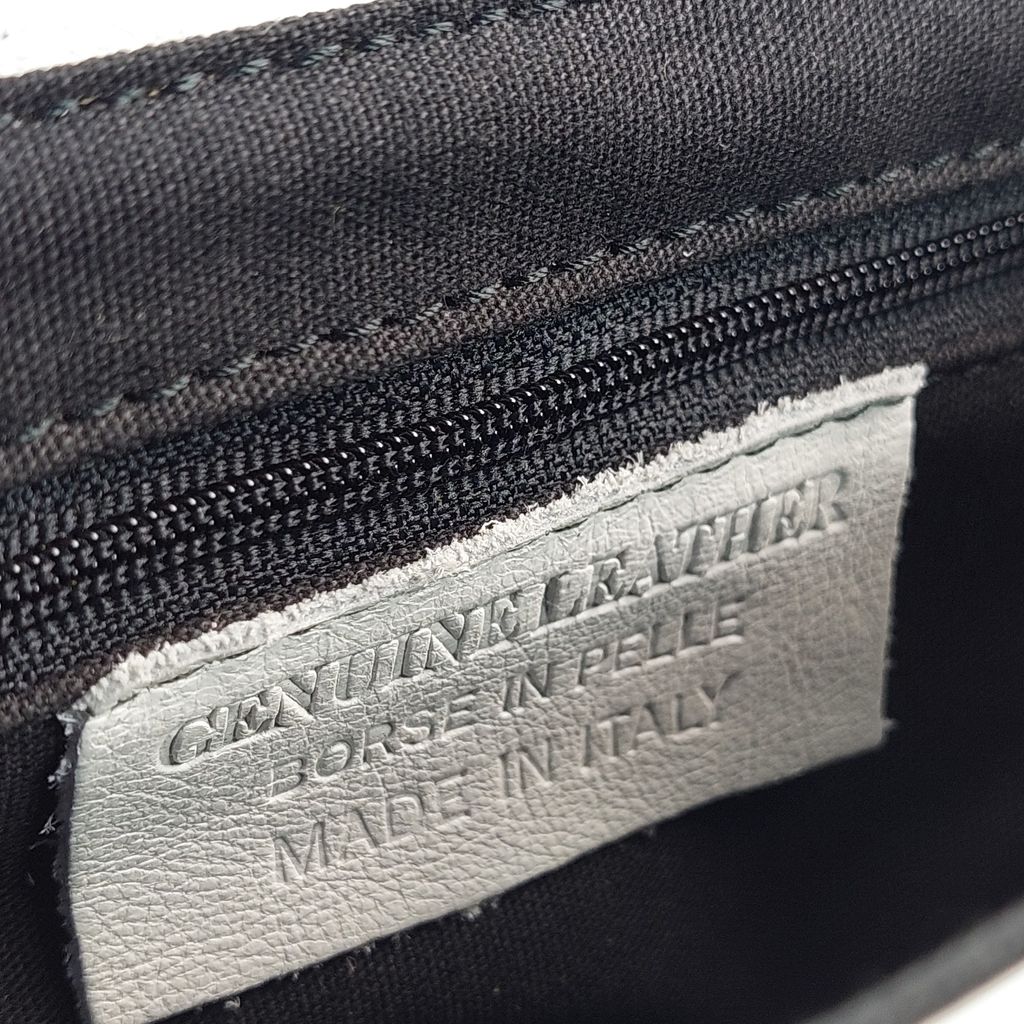 GENUINE LEATHER
BORSE IN PELLE
MADE IN ITALY